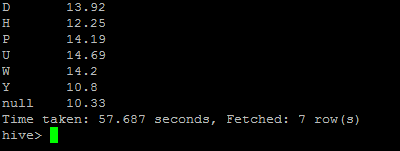 D 13.92
H 12.25
P 14.19
U 14.69
W 14.2
Y 10.8
null 10.33
Time taken: 57.687 seconds, Fetched: 7 row(s)
hive>